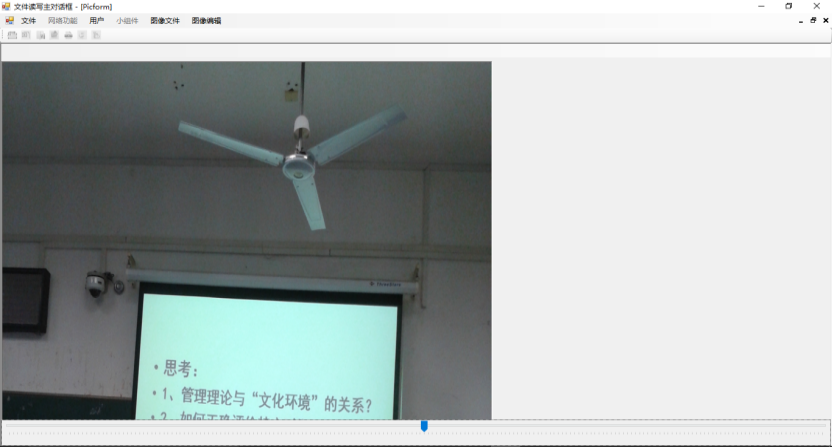 文件读写主对话框 - [Picform]
文件 网络功能 用户 小组件 图像文件 图像编辑
• 思考：
• 1、管理理论与“文化环境”的关系？